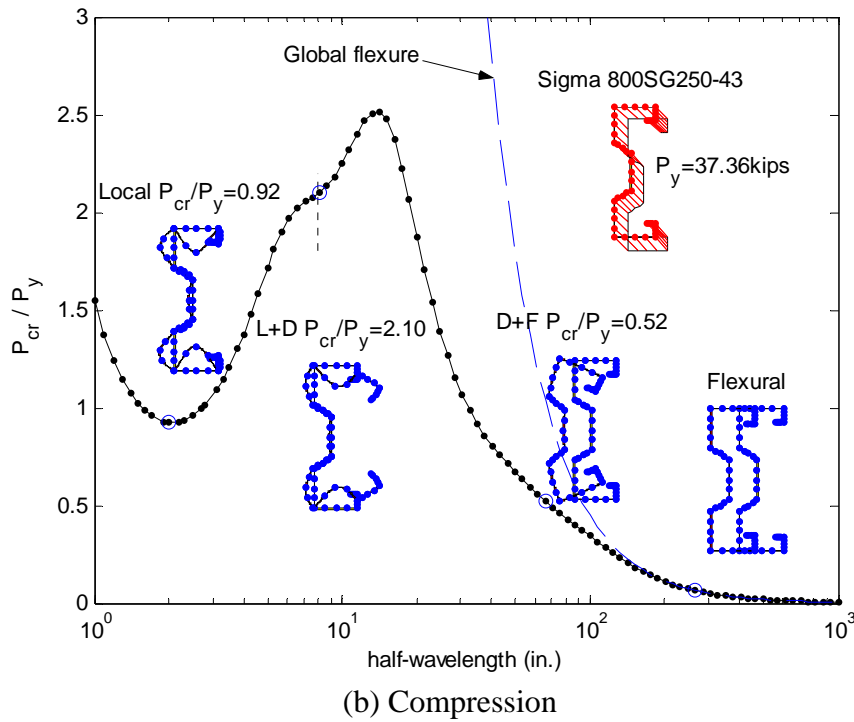 3
2.5
2
1.5
1
0.5
0
P_cr / P_y
Global flexure
Sigma 800SG250-43
P_y=37.36kips
Local P_cr/P_y=0.92
L+D P_cr/P_y=2.10
D+F P_cr/P_y=0.52
Flexural
10^0 10^1 10^2 10^3
half-wavelength (in.)
(b) Compression